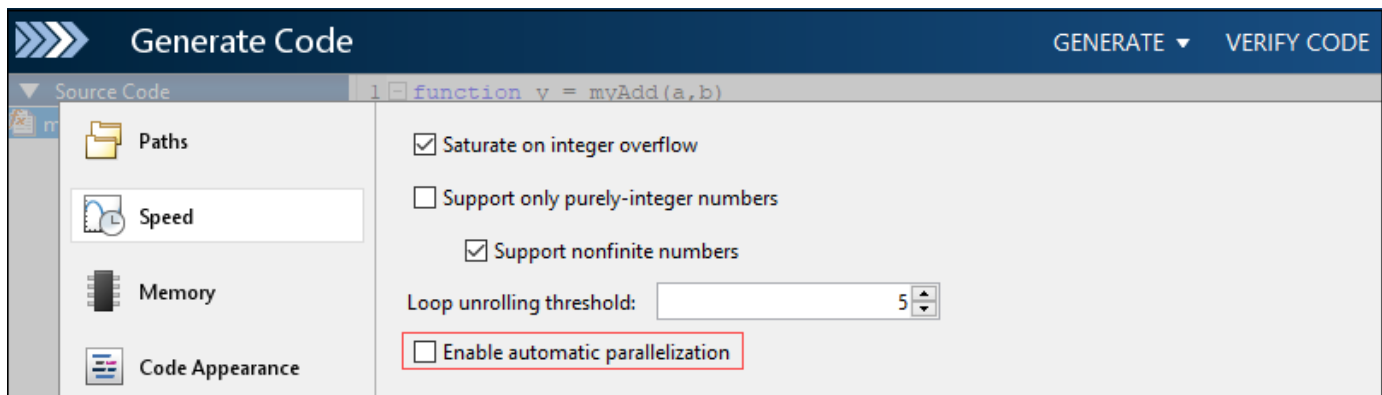 Generate Code
GENERATE ▼ VERIFY CODE
Source Code
1 function y = myAdd(a,b)
m
Paths
Speed
Memory
Code Appearance
Saturate on integer overflow
Support only purely-integer numbers
Support nonfinite numbers
Loop unrolling threshold: 5
Enable automatic parallelization